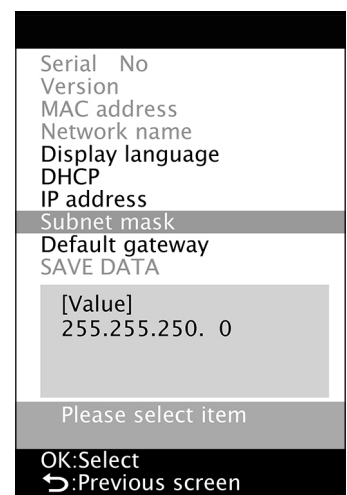 Serial No
Version
MAC address
Network name
Display language
DHCP
IP address
Subnet mask
Default gateway
SAVE DATA
[Value]
255.255.250. 0
Please select item
OK:Select
⮌:Previous screen